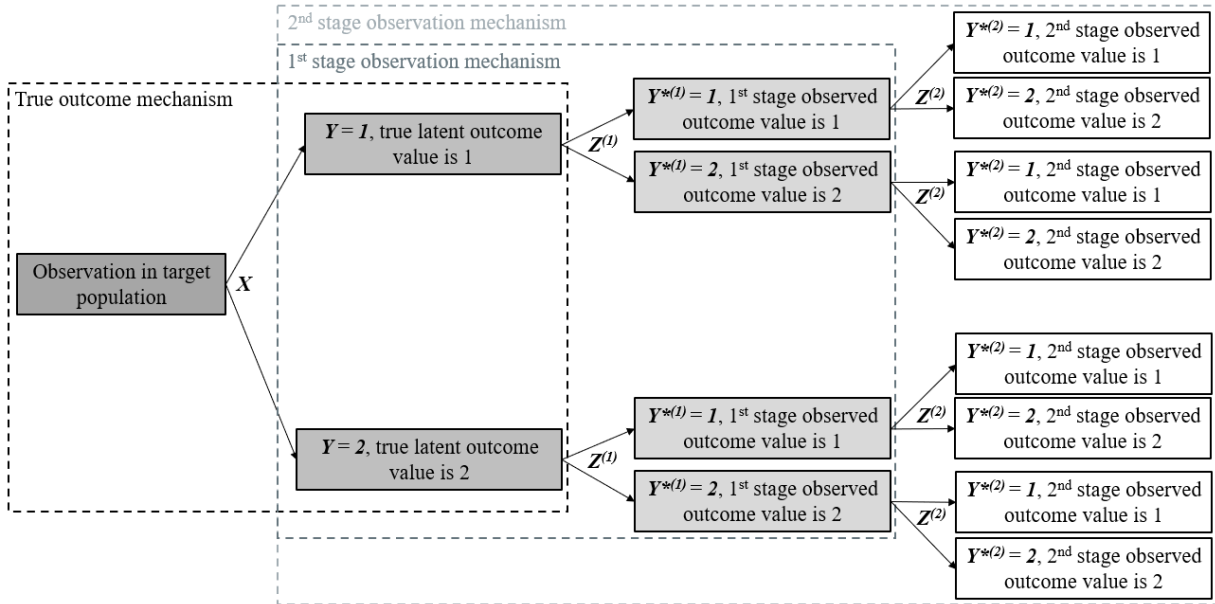 2nd stage observation mechanism
1st stage observation mechanism
True outcome mechanism
Observation in target
population
X
Y = 1, true latent outcome
value is 1
Z(1)
Y*(1) = 1, 1st stage observed
outcome value is 1
Y*(1) = 2, 1st stage observed
outcome value is 2
Z(2)
Y*(2) = 1, 2nd stage observed
outcome value is 1
Y*(2) = 2, 2nd stage observed
outcome value is 2
Z(2)
Y*(2) = 1, 2nd stage observed
outcome value is 1
Y*(2) = 2, 2nd stage observed
outcome value is 2
Y = 2, true latent outcome
value is 2
Z(1)
Y*(1) = 1, 1st stage observed
outcome value is 1
Y*(1) = 2, 1st stage observed
outcome value is 2
Z(2)
Y*(2) = 1, 2nd stage observed
outcome value is 1
Y*(2) = 2, 2nd stage observed
outcome value is 2
Z(2)
Y*(2) = 1, 2nd stage observed
outcome value is 1
Y*(2) = 2, 2nd stage observed
outcome value is 2